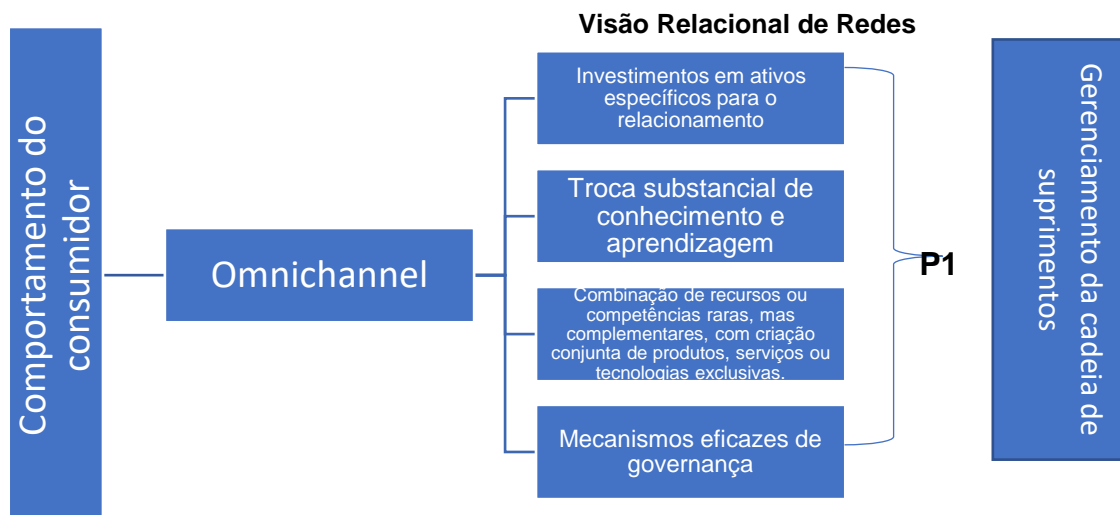 Visão Relacional de Redes
Comportamento do
consumidor
Omnichannel
Investimentos em ativos
específicos para o
relacionamento
Troca substancial de
conhecimento e
aprendizagem
Combinação de recursos ou
competências raras, mas
complementares, com criação
conjunta de produtos, serviços ou
tecnologias exclusivas.
Mecanismos eficazes de
governança
P1
Gerenciamento da cadeia de
suprimentos